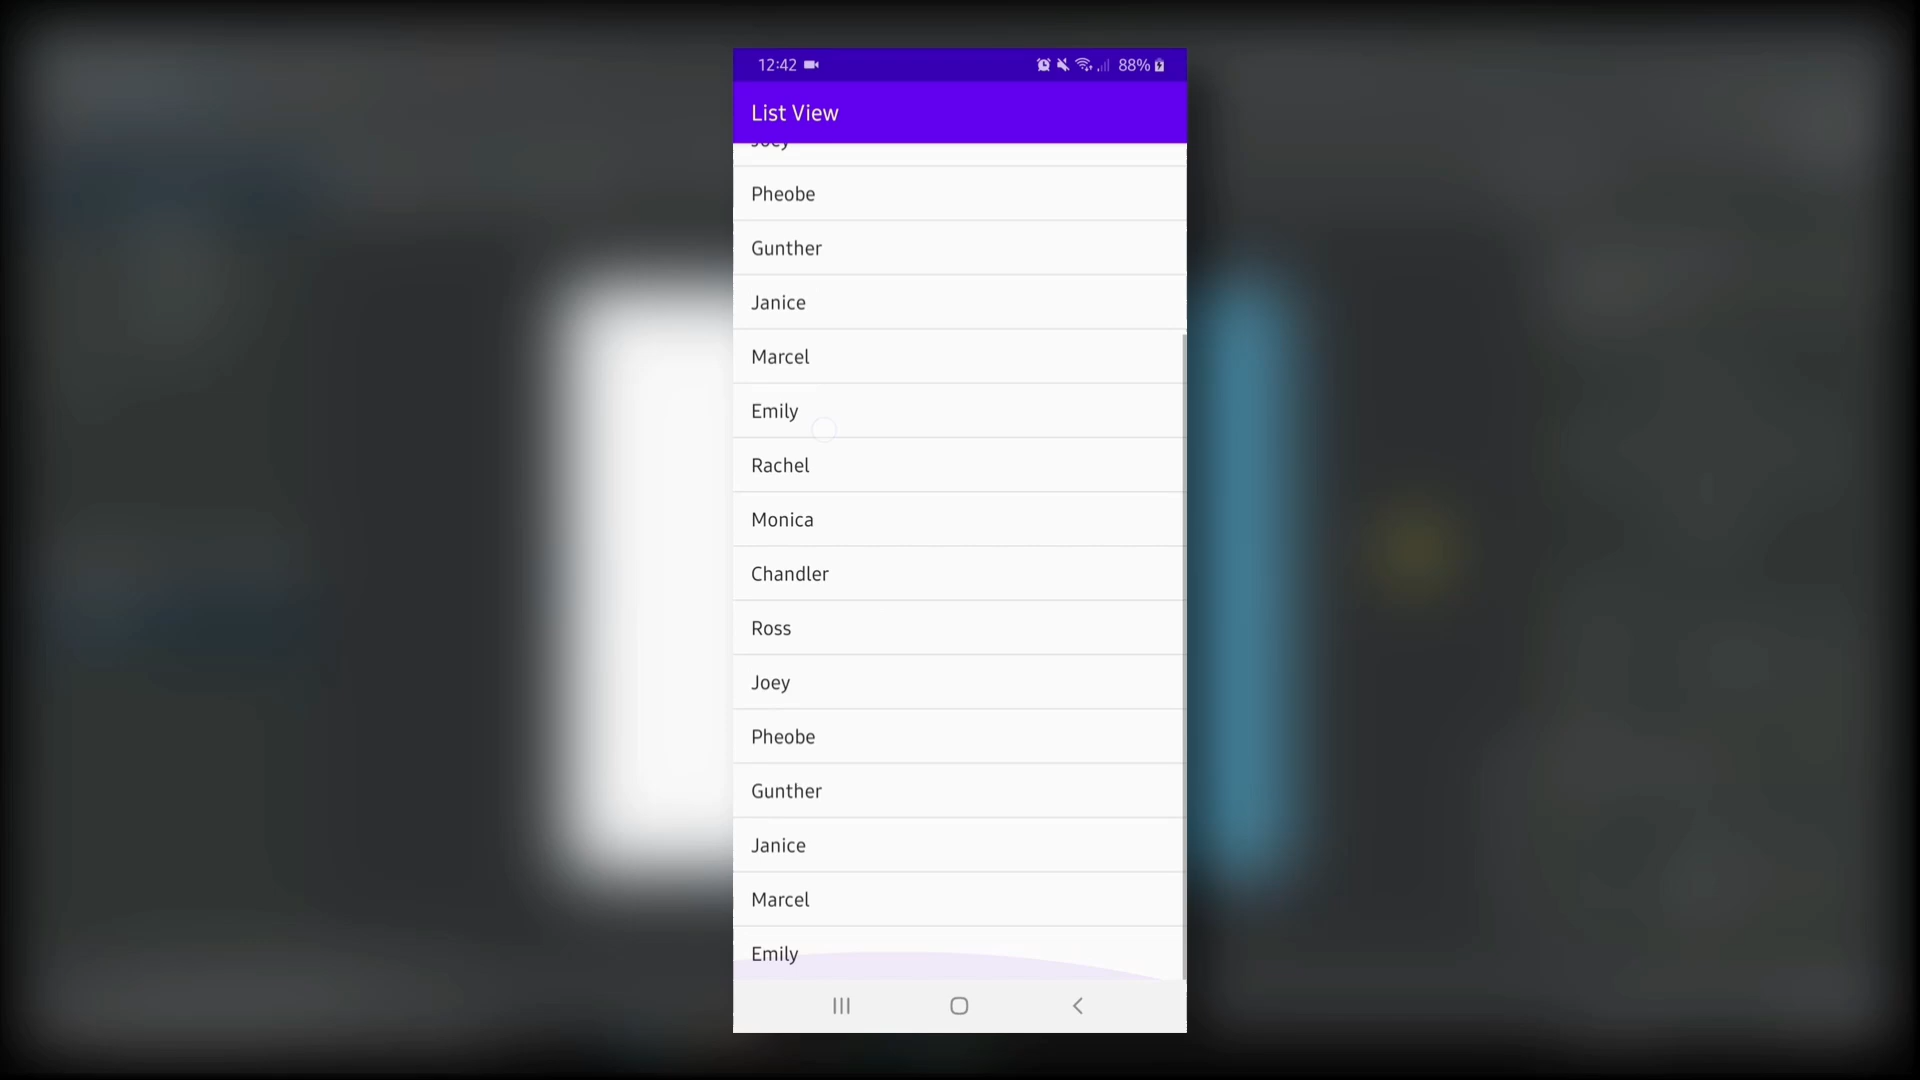 12:42
88%
List View
Joey
Pheobe
Gunther
Janice
Marcel
Emily
Rachel
Monica
Chandler
Ross
Joey
Pheobe
Gunther
Janice
Marcel
Emily